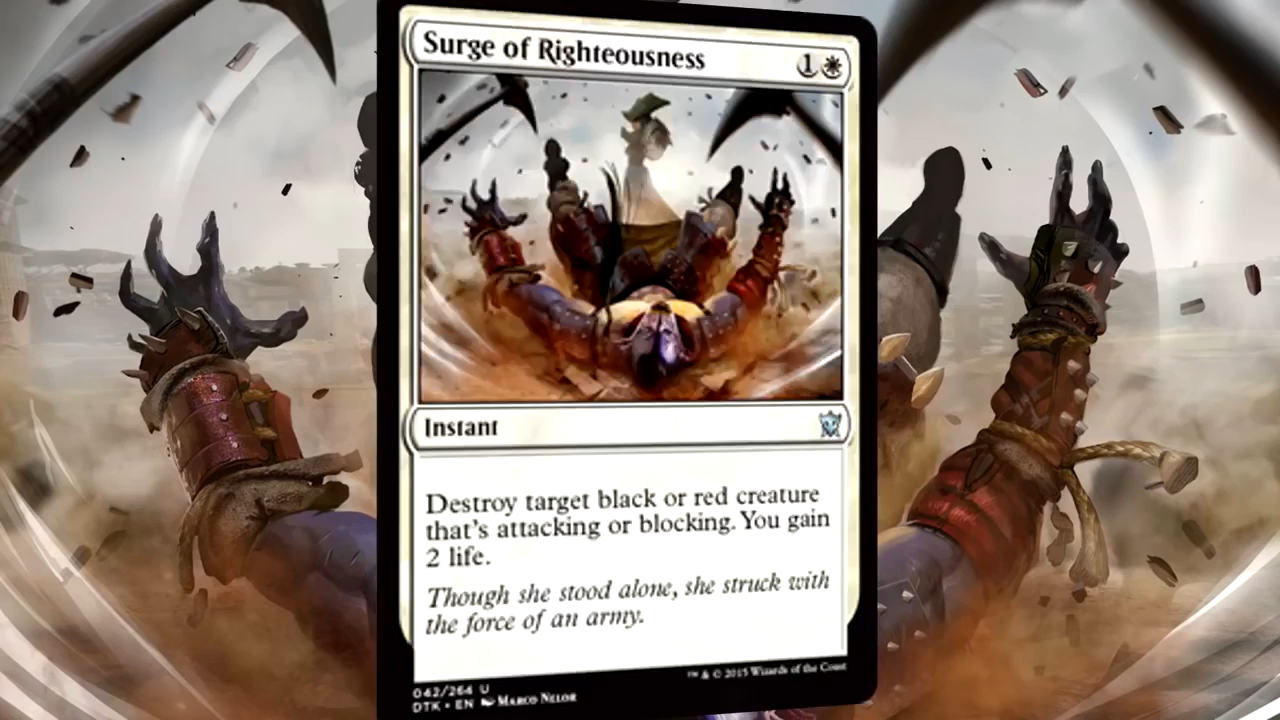 Surge of Righteousness 1
Instant
Destroy target black or red creature
that's attacking or blocking. You gain
2 life.
Though she stood alone, she struck with
the force of an army.
042/264 U
™ & © 2015 Wizards of the Coast
DTK • EN Marco Nelor